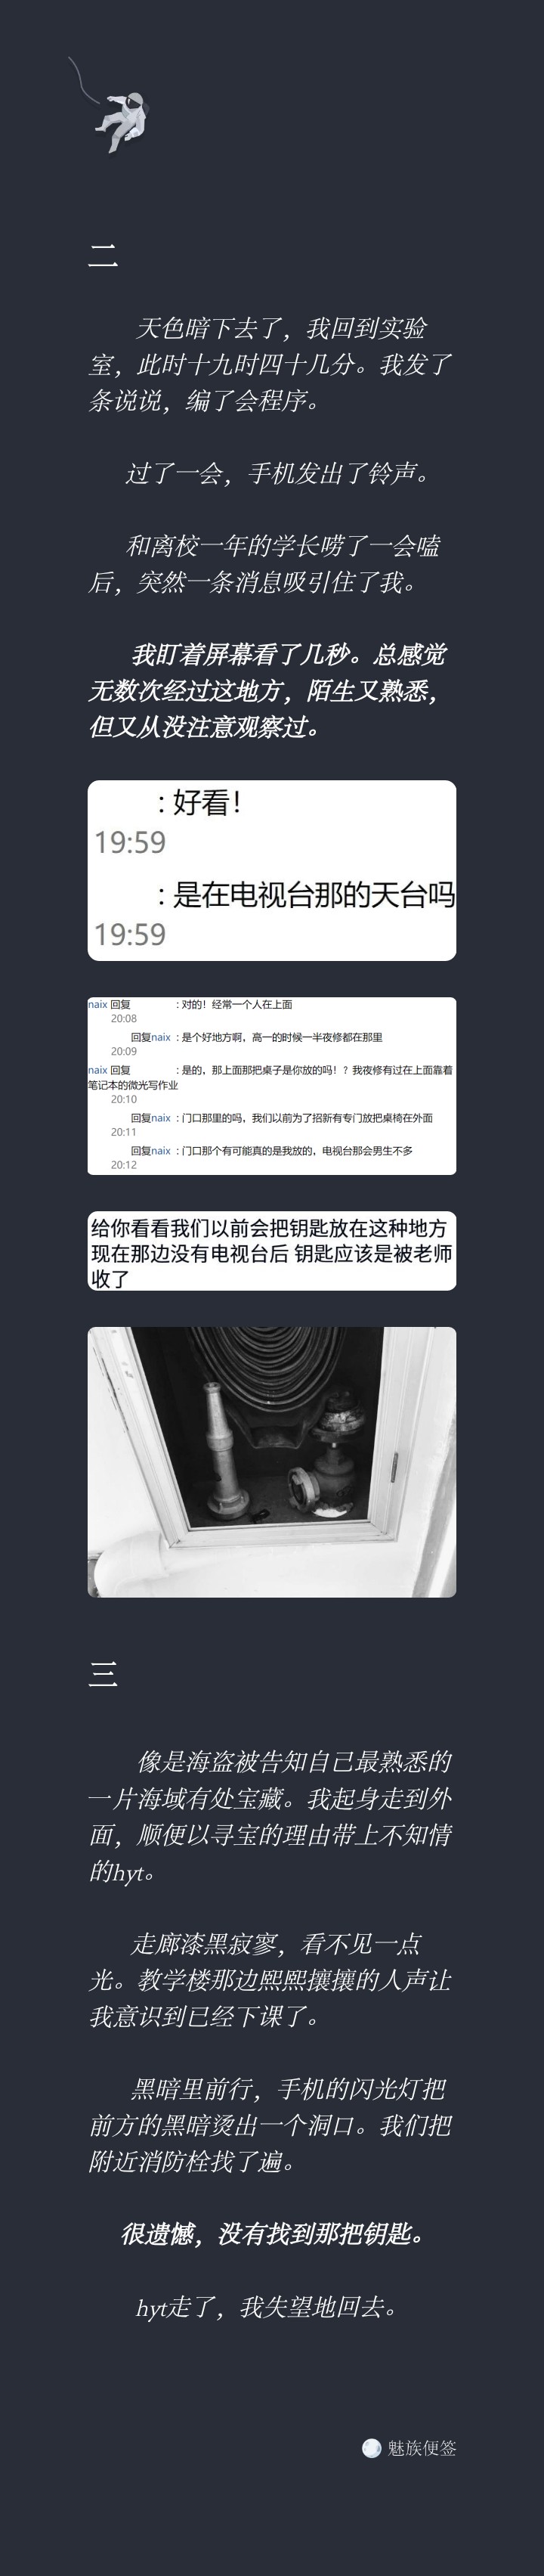 二
天色暗下去了，我回到实验
室，此时十九时四十几分。我发了
条说说，编了会程序。
过了一会，手机发出了铃声。
和离校一年的学长唠了一会嗑
后，突然一条消息吸引住了我。
我盯着屏幕看了几秒。总感觉
无数次经过这地方，陌生又熟悉，
但又从没注意观察过。
：好看！
19:59
：是在电视台那的天台吗
19:59
naix 回复 ：对的！经常一个人在上面
20:08
回复naix ：是个好地方啊，高一的时候一半夜修都在那里
20:09
naix 回复 ：是的，那上面那把桌子是你放的吗！？我夜修有过在上面靠着
笔记本的微光写作业
20:10
回复naix ：门口那里的吗，我们以前为了招新有专门放把桌椅在外面
20:11
回复naix ：门口那个有可能真的是我放的，电视台那会男生不多
20:12
给你看看我们以前会把钥匙放在这种地方
现在那边没有电视台后 钥匙应该是被老师
收了
三
像是海盗被告知自己最熟悉的
一片海域有处宝藏。我起身走到外
面，顺便以寻宝的理由带上不知情
的hyt。
走廊漆黑寂寥，看不见一点
光。教学楼那边熙熙攘攘的人声让
我意识到已经下课了。
黑暗里前行，手机的闪光灯把
前方的黑暗烫出一个洞口。我们把
附近消防栓找了遍。
很遗憾，没有找到那把钥匙。
hyt走了，我失望地回去。
魅族便签